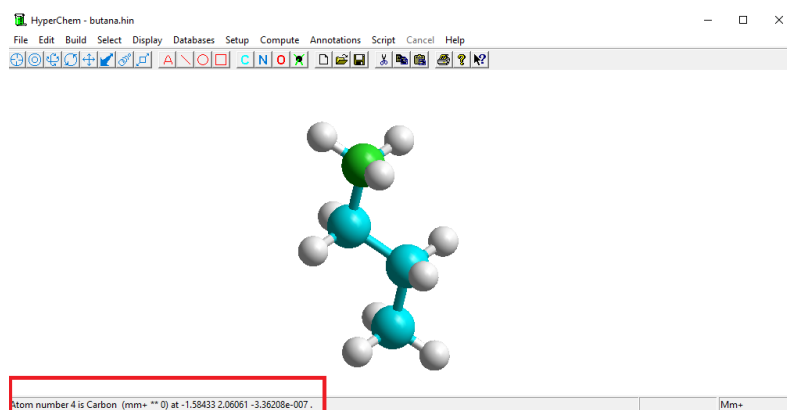 HyperChem - butana.hin
File Edit Build Select Display Databases Setup Compute Annotations Script Cancel Help
A C N O ?
Atom number 4 is Carbon (mm+ ** 0) at -1.58433 2.06061 -3.36208e-007 .
Mm+